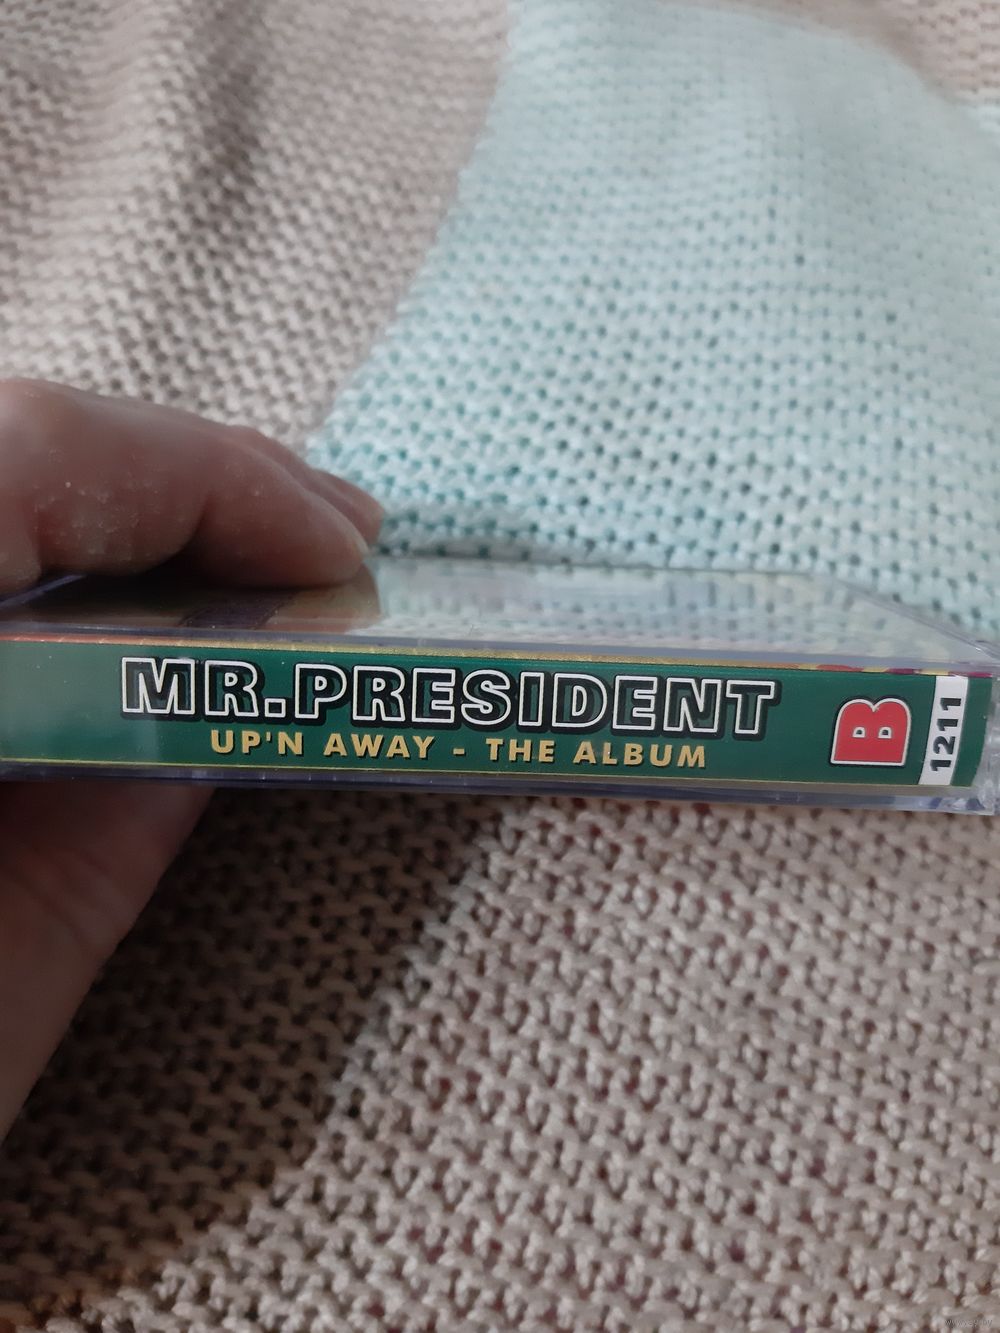 MR.PRESIDENT
UP'N AWAY - THE ALBUM
B
1211